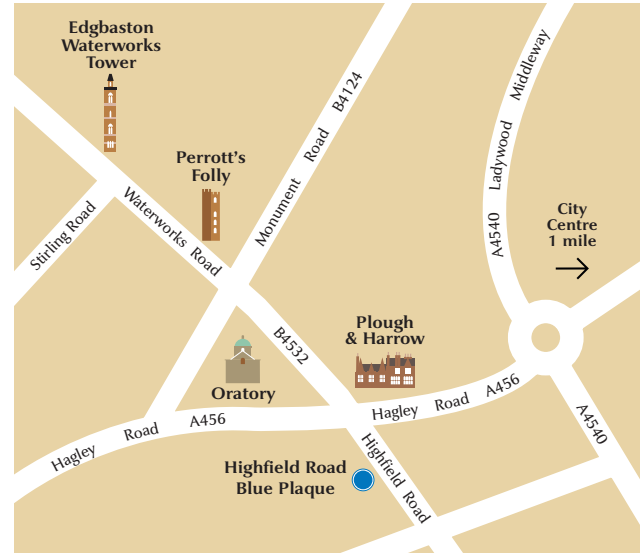 Edgbaston
Waterworks
Tower
Perrott's
Folly
Stirling Road
Waterworks Road
Monument Road B4124
A4540 Ladywood Middleway
City
Centre
1 mile
Plough
& Harrow
B4532
Oratory
Hagley Road A456
Hagley Road A456
A4540
Highfield Road
Highfield Road
Blue Plaque